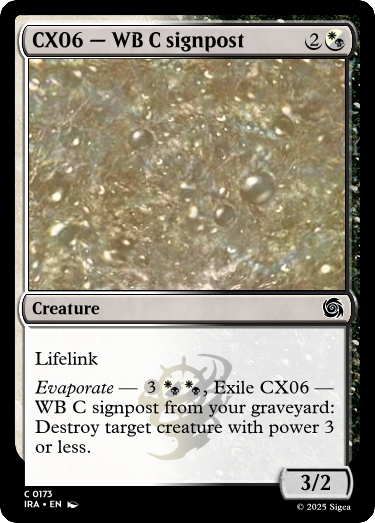 CX06 — WB C signpost 2
Creature
Lifelink
Evaporate — 3 , Exile CX06 —
WB C signpost from your graveyard:
Destroy target creature with power 3
or less.
3/2
C 0173
IRA • EN
© 2025 Sigea